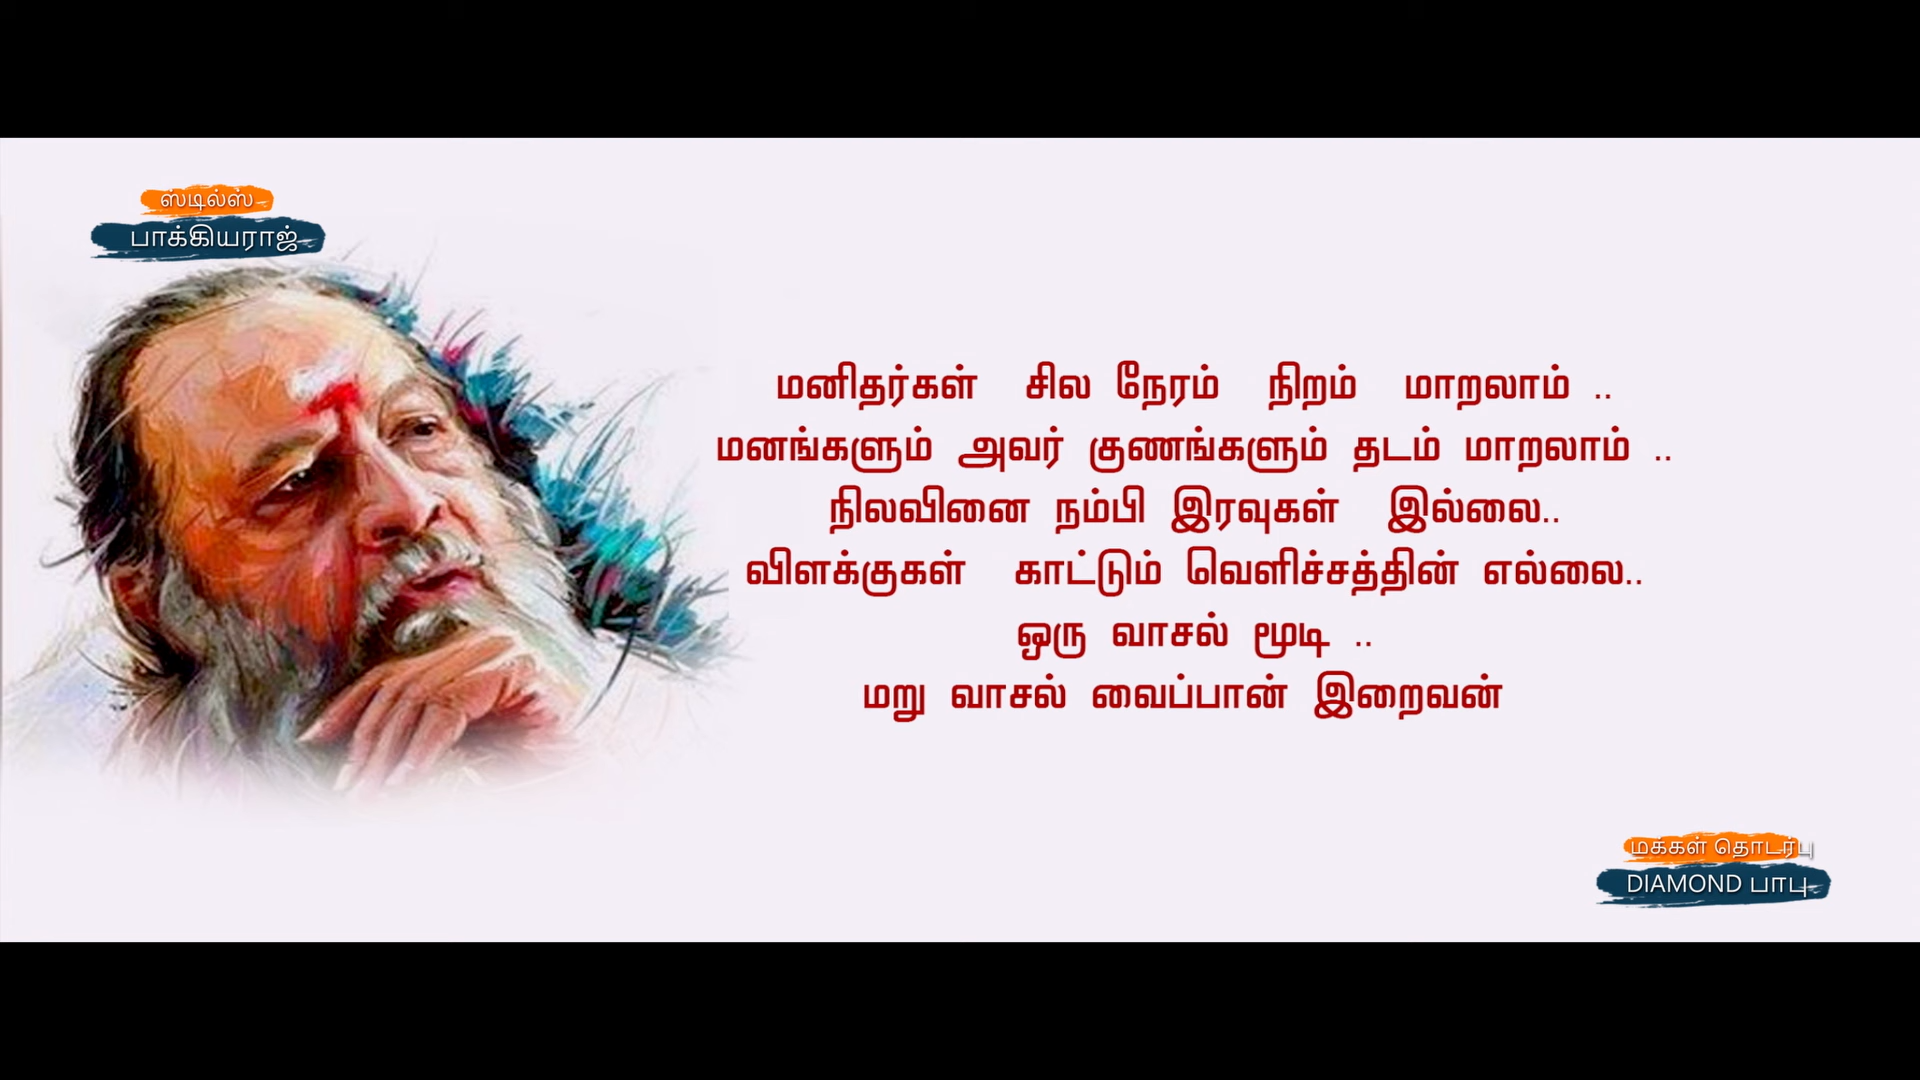 ஸ்டில்ஸ்
பாக்கியராஜ்
மனிதர்கள் சில நேரம் நிறம் மாறலாம் ..
மனங்களும் அவர் குணங்களும் தடம் மாறலாம் ..
நிலவினை நம்பி இரவுகள் இல்லை..
விளக்குகள் காட்டும் வெளிச்சத்தின் எல்லை..
ஒரு வாசல் மூடி ..
மறு வாசல் வைப்பான் இறைவன்
மக்கள் தொடர்பு
DIAMOND பாபு